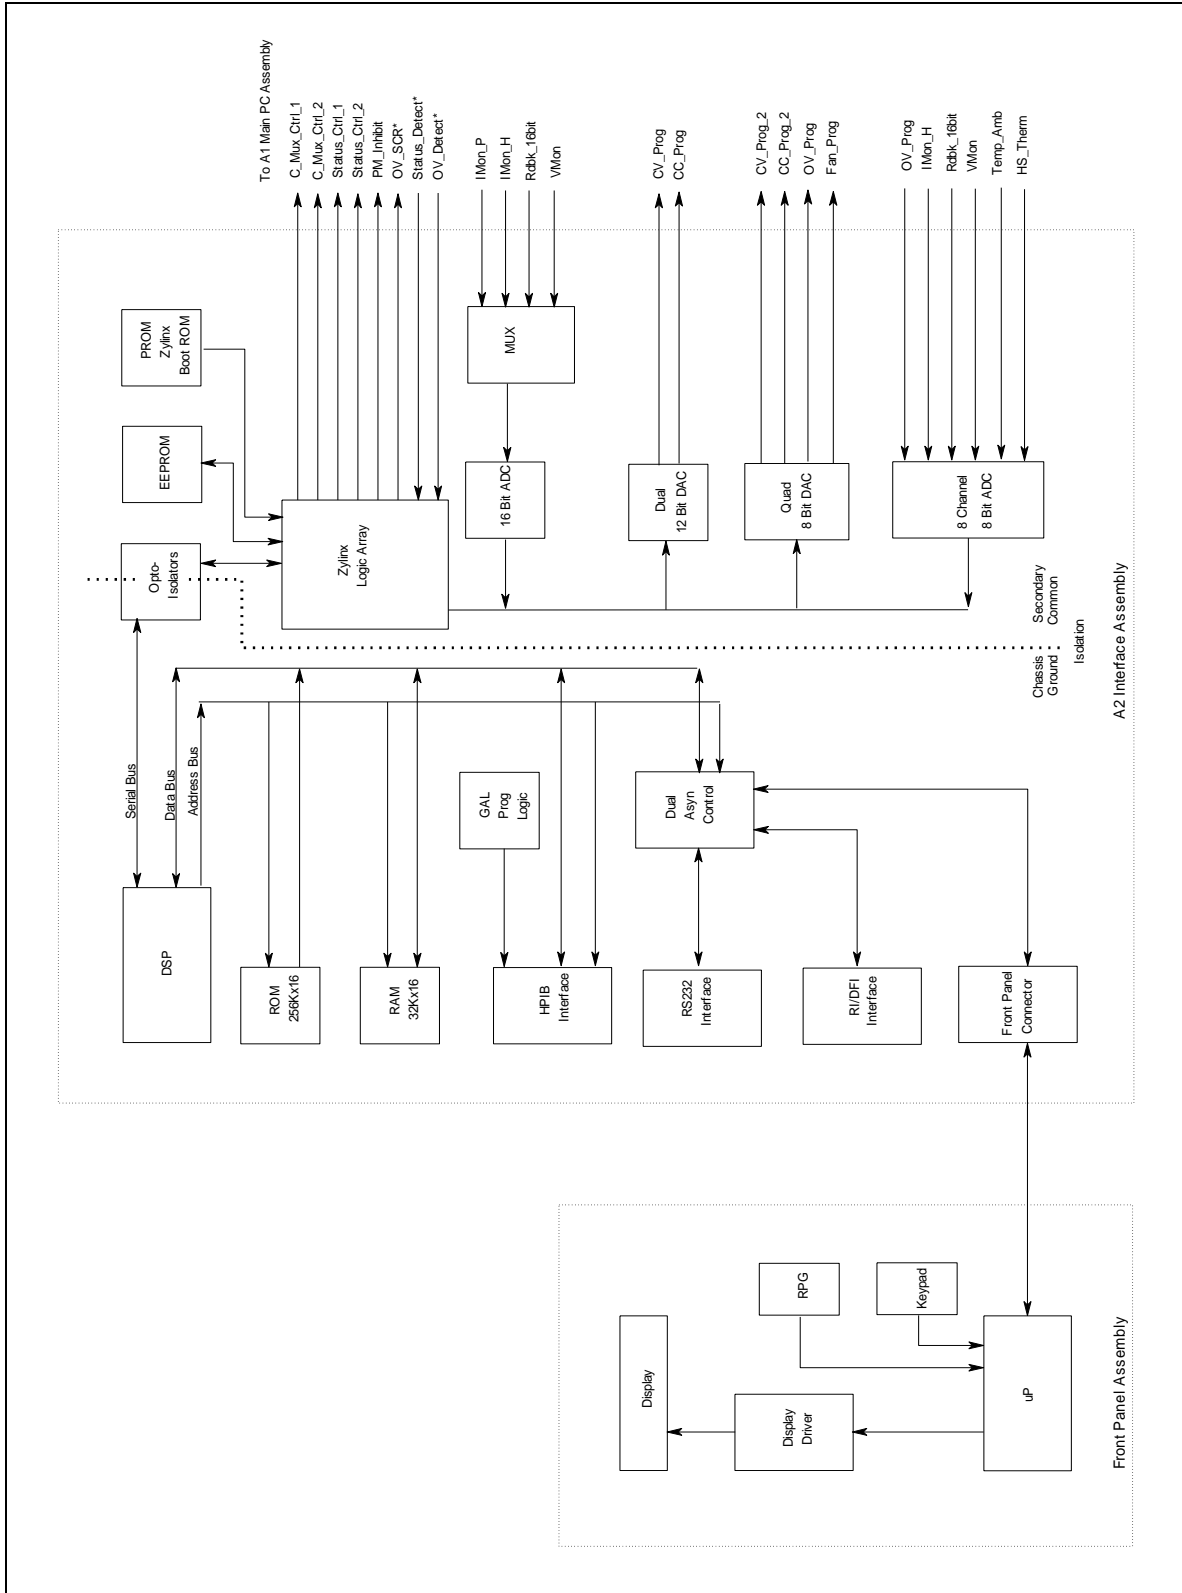 To A1 Main PC Assembly
C_Mux_Ctrl_1
C_Mux_Ctrl_2
Status_Ctrl_1
Status_Ctrl_2
PM_Inhibit
OV_SCR*
Status_Detect*
OV_Detect*
IMon_P
IMon_H
Rdbk_16bit
VMon
CV_Prog
CC_Prog
CV_Prog_2
CC_Prog_2
OV_Prog
Fan_Prog
OV_Prog
IMon_H
Rdbk_16bit
VMon
Temp_Amb
HS_Therm
PROM
Zylinx
Boot ROM
EEPROM
Opto-
Isolators
Zylinx
Logic Array
MUX
16 Bit ADC
Dual
12 Bit DAC
Quad
8 Bit DAC
8 Channel
8 Bit ADC
Secondary
Common
Isolation
Chassis
Ground
A2 Interface Assembly
Serial Bus
Data Bus
Address Bus
DSP
ROM
256Kx16
RAM
32Kx16
GAL
Prog
Logic
HPIB
Interface
Dual
Asyn
Control
RS232
Interface
RI/DFI
Interface
Front Panel
Connector
Display
Display
Driver
RPG
Keypad
uP
Front Panel Assembly